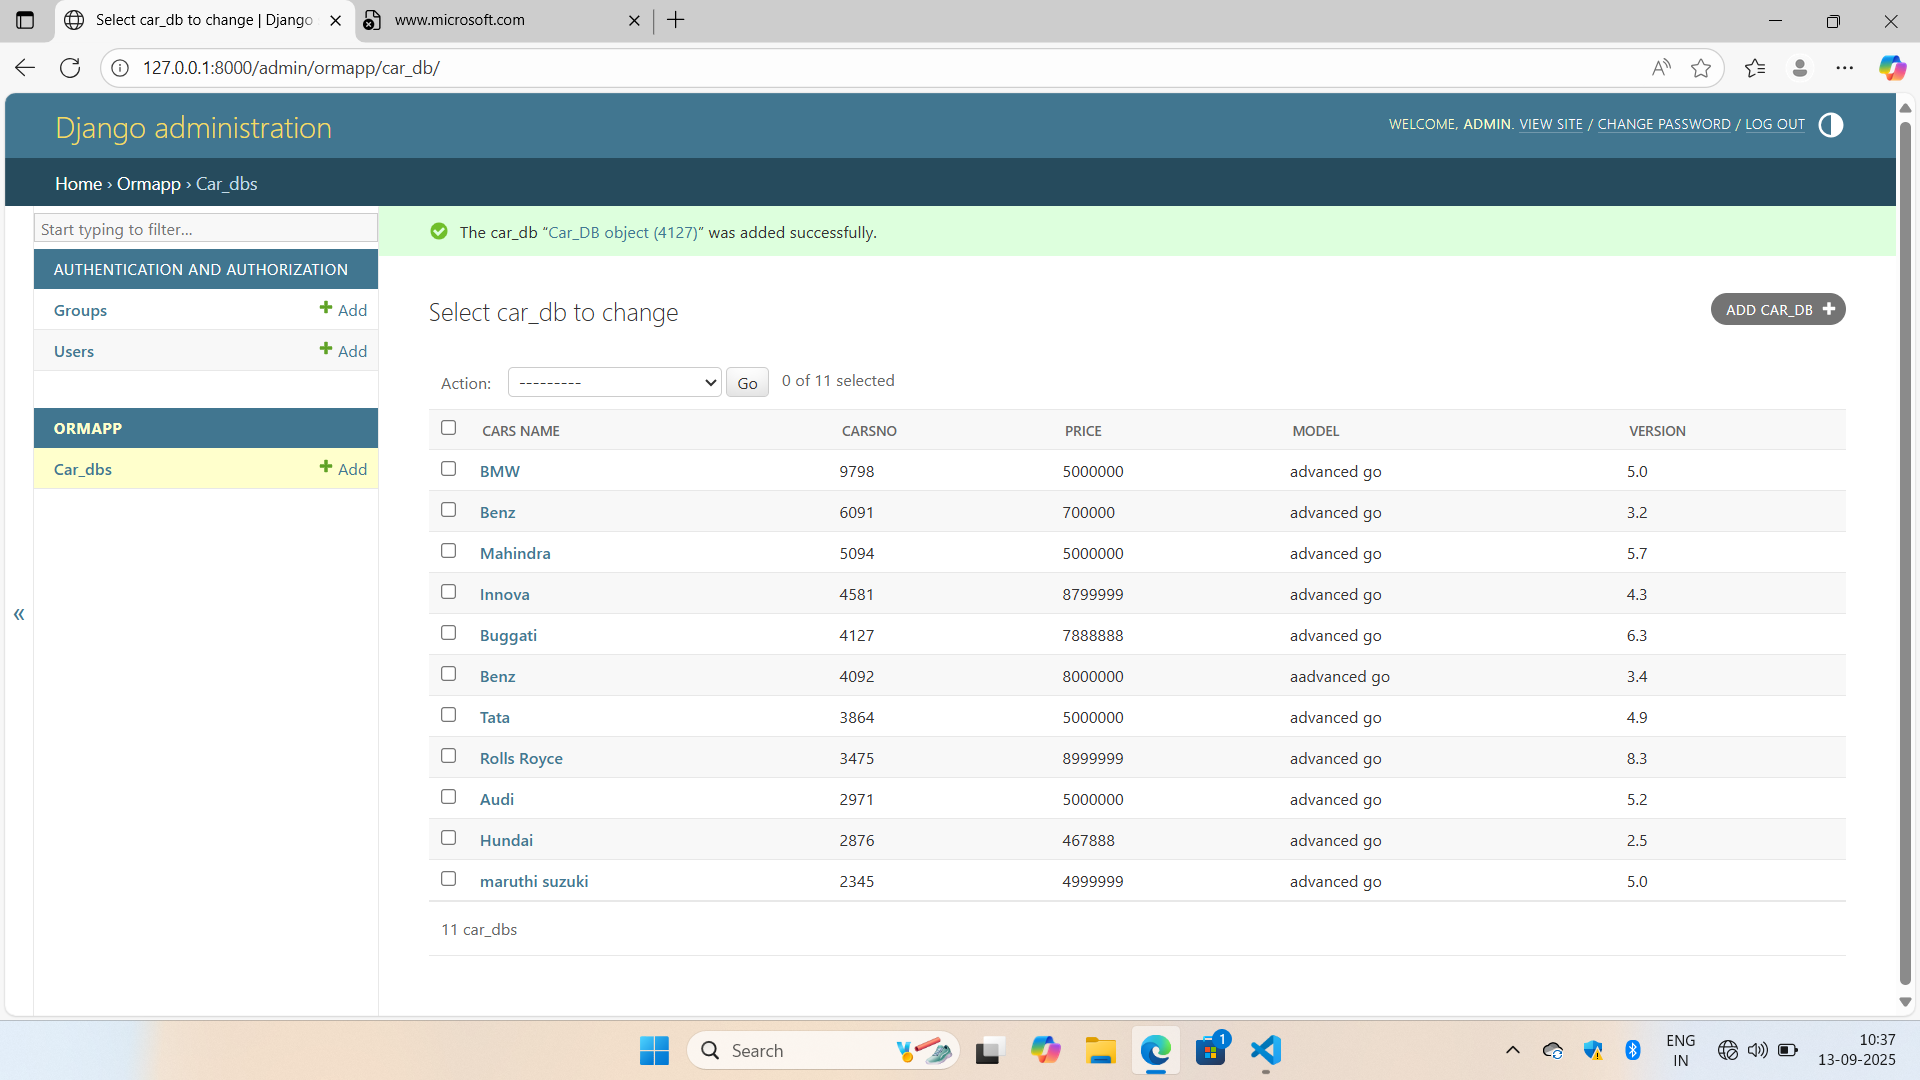 Select car_db to change | Django
www.microsoft.com
127.0.0.1:8000/admin/ormapp/car_db/
Django administration
WELCOME, ADMIN. VIEW SITE / CHANGE PASSWORD / LOG OUT
Home › Ormapp › Car_dbs
Start typing to filter...
AUTHENTICATION AND AUTHORIZATION
Groups Add
Users Add
ORMAPP
Car_dbs Add
«
The car_db “Car_DB object (4127)” was added successfully.
Select car_db to change
ADD CAR_DB
Action: --------- Go 0 of 11 selected
CARS NAME CARSNO PRICE MODEL VERSION
BMW 9798 5000000 advanced go 5.0
Benz 6091 700000 advanced go 3.2
Mahindra 5094 5000000 advanced go 5.7
Innova 4581 8799999 advanced go 4.3
Buggati 4127 7888888 advanced go 6.3
Benz 4092 8000000 aadvanced go 3.4
Tata 3864 5000000 advanced go 4.9
Rolls Royce 3475 8999999 advanced go 8.3
Audi 2971 5000000 advanced go 5.2
Hundai 2876 467888 advanced go 2.5
maruthi suzuki 2345 4999999 advanced go 5.0
11 car_dbs
Search
1
ENG
IN
10:37
13-09-2025